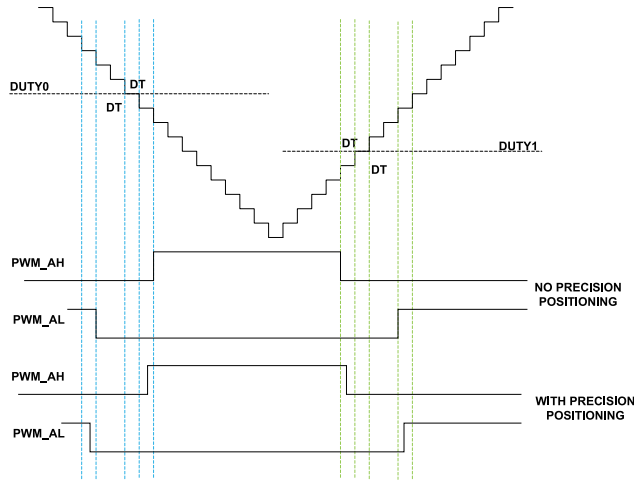 DT
DUTY0
DT
DT
DUTY1
DT
PWM_AH
NO PRECISION
POSITIONING
PWM_AL
PWM_AH
WITH PRECISION
POSITIONING
PWM_AL